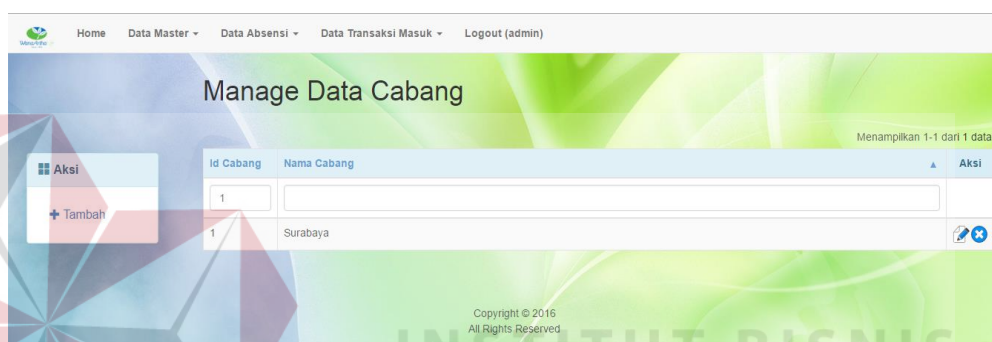 Home Data Master Data Absensi Data Transaksi Masuk Logout (admin)
Manage Data Cabang
Menampilkan 1-1 dari 1 data
Aksi
Tambah
Id Cabang Nama Cabang Aksi
1
1 Surabaya
Copyright © 2016
All Rights Reserved
INSTITUT BISNIS